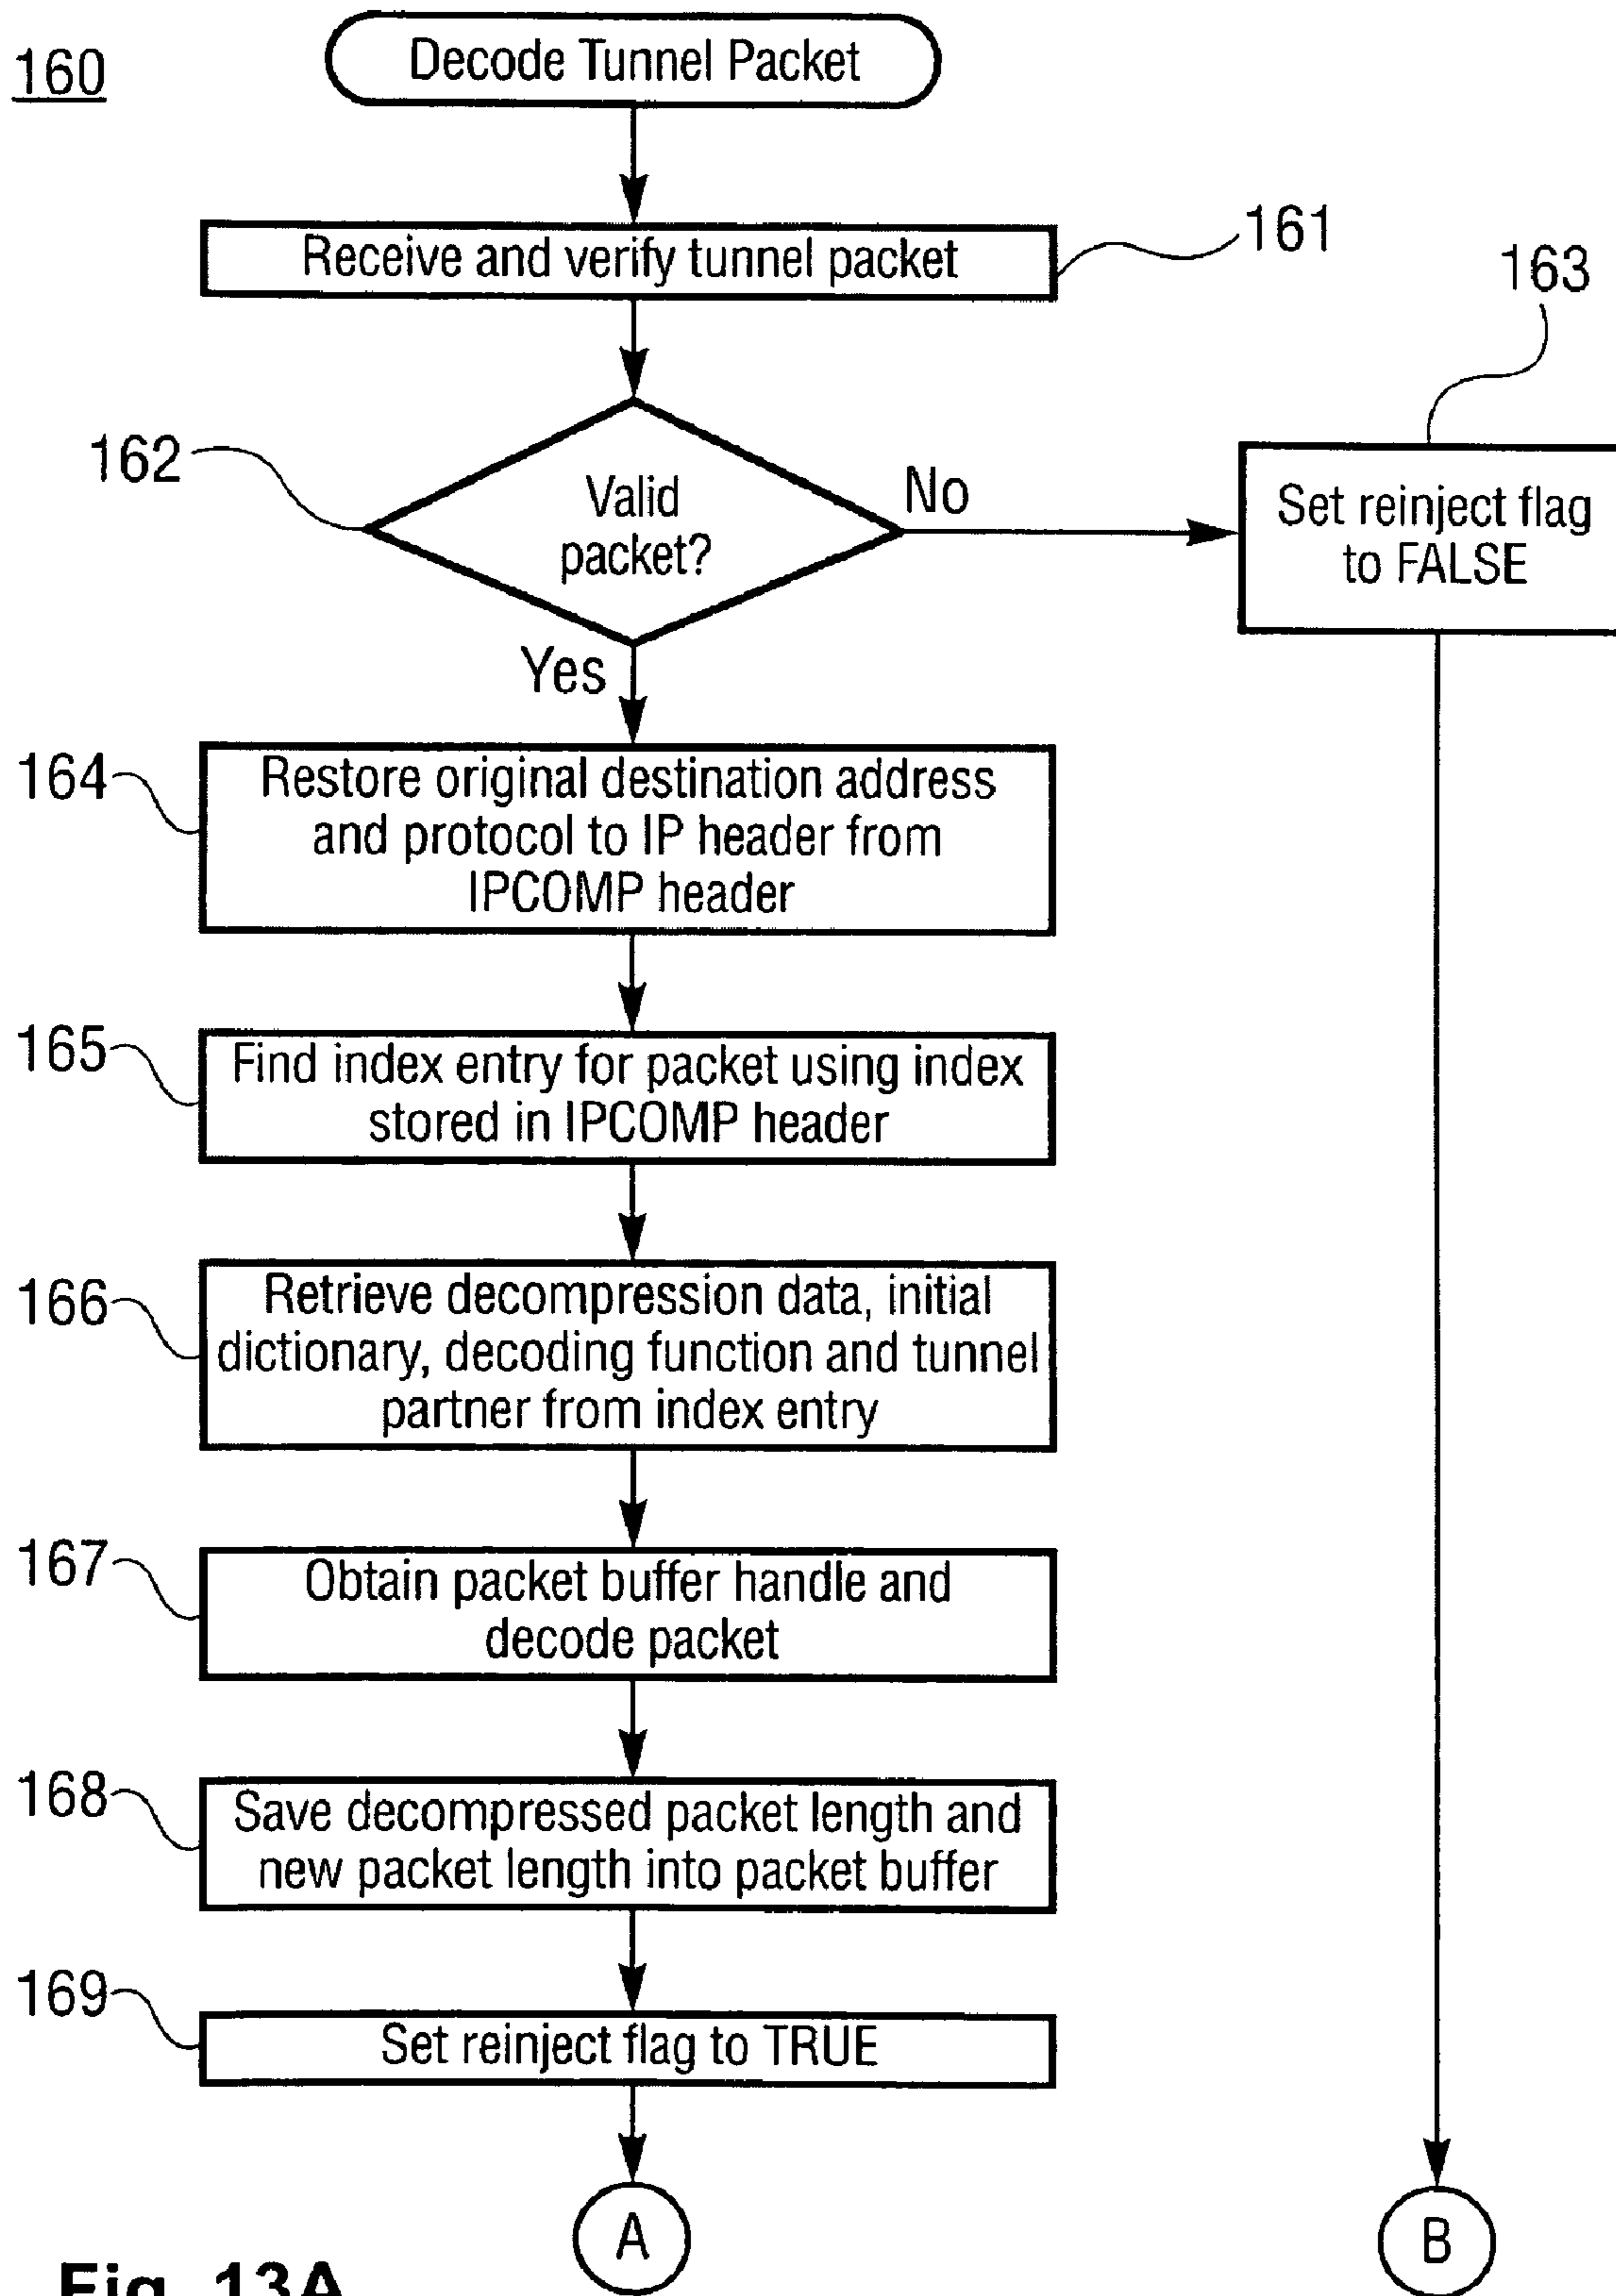 160
Decode Tunnel Packet
Receive and verify tunnel packet
161
162
Valid
packet?
No
Yes
163
Set reinject flag
to FALSE
164
Restore original destination address
and protocol to IP header from
IPCOMP header
165
Find index entry for packet using index
stored in IPCOMP header
166
Retrieve decompression data, initial
dictionary, decoding function and tunnel
partner from index entry
167
Obtain packet buffer handle and
decode packet
168
Save decompressed packet length and
new packet length into packet buffer
169
Set reinject flag to TRUE
A
B
Fig. 13A